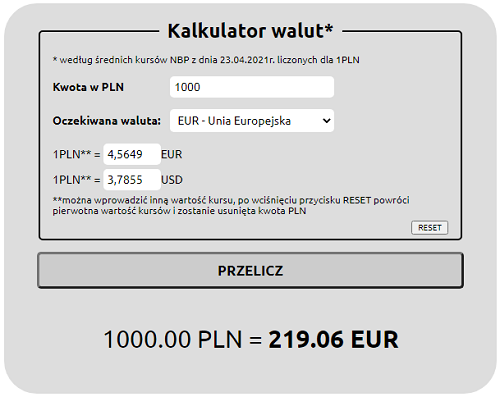 Kalkulator walut*
* według średnich kursów NBP z dnia 23.04.2021r. liczonych dla 1PLN
Kwota w PLN 1000
Oczekiwana waluta: EUR - Unia Europejska
1PLN** = 4,5649 EUR
1PLN** = 3,7855 USD
**można wprowadzić inną wartość kursu, po wciśnięciu przycisku RESET powróci
pierwotna wartość kursów i zostanie usunięta kwota PLN
RESET
PRZELICZ
1000.00 PLN = 219.06 EUR